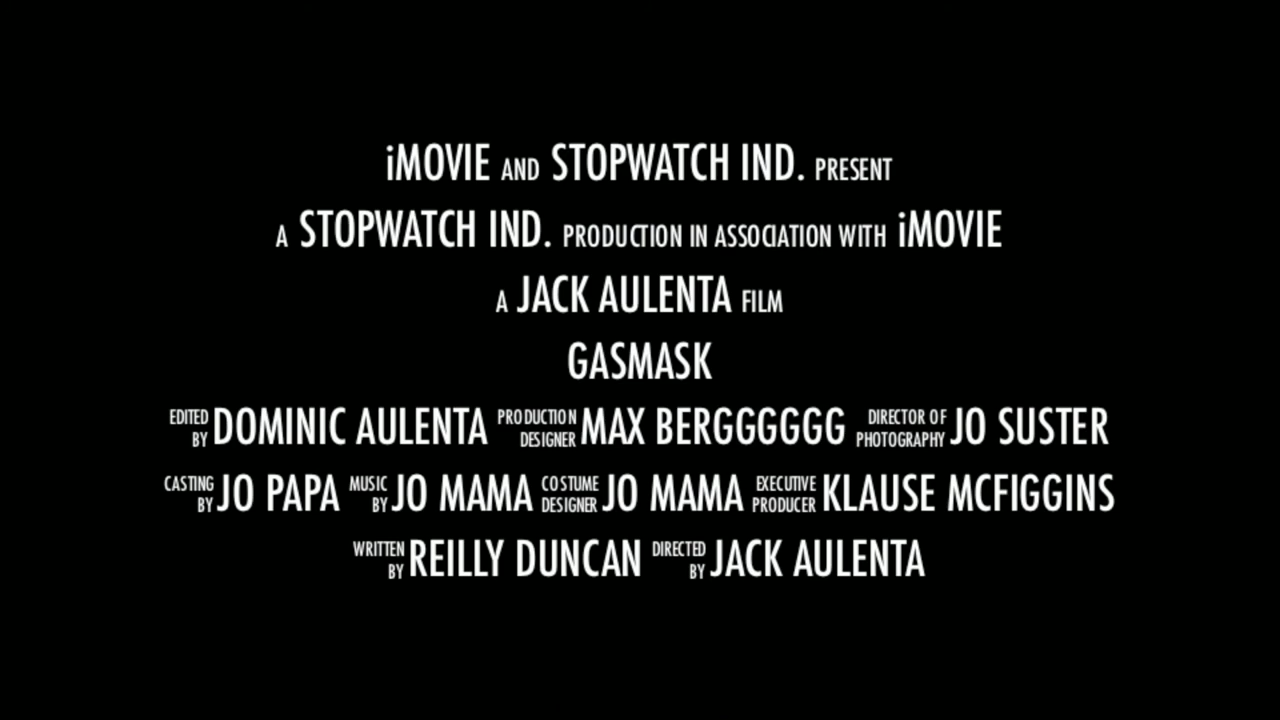 iMOVIE AND STOPWATCH IND. PRESENT
A STOPWATCH IND. PRODUCTION IN ASSOCIATION WITH iMOVIE
A JACK AULENTA FILM
GASMASK
EDITED BY DOMINIC AULENTA PRODUCTION DESIGNER MAX BERGGGGGG DIRECTOR OF PHOTOGRAPHY JO SUSTER
CASTING BY JO PAPA MUSIC BY JO MAMA COSTUME DESIGNER JO MAMA EXECUTIVE PRODUCER KLAUSE MCFIGGINS
WRITTEN BY REILLY DUNCAN DIRECTED BY JACK AULENTA